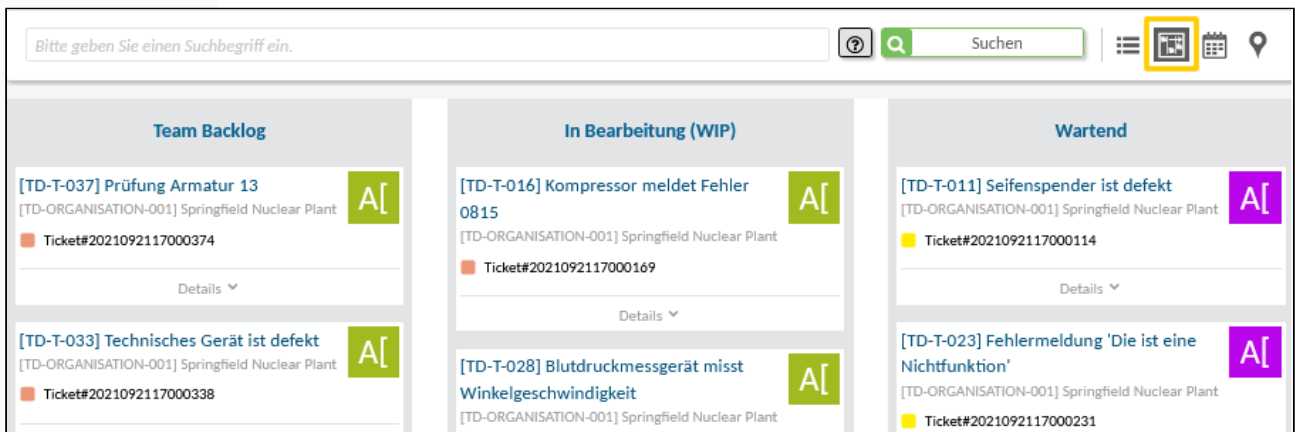 Bitte geben Sie einen Suchbegriff ein.
?
Suchen
Team Backlog
[TD-T-037] Prüfung Armatur 13
A[
[TD-ORGANISATION-001] Springfield Nuclear Plant
Ticket#2021092117000374
Details
[TD-T-033] Technisches Gerät ist defekt
A[
[TD-ORGANISATION-001] Springfield Nuclear Plant
Ticket#2021092117000338
In Bearbeitung (WIP)
[TD-T-016] Kompressor meldet Fehler
0815
A[
[TD-ORGANISATION-001] Springfield Nuclear Plant
Ticket#2021092117000169
Details
[TD-T-028] Blutdruckmessgerät misst
Winkelgeschwindigkeit
A[
[TD-ORGANISATION-001] Springfield Nuclear Plant
Wartend
[TD-T-011] Seifenspender ist defekt
A[
[TD-ORGANISATION-001] Springfield Nuclear Plant
Ticket#2021092117000114
Details
[TD-T-023] Fehlermeldung 'Die ist eine
Nichtfunktion'
A[
[TD-ORGANISATION-001] Springfield Nuclear Plant
Ticket#2021092117000231